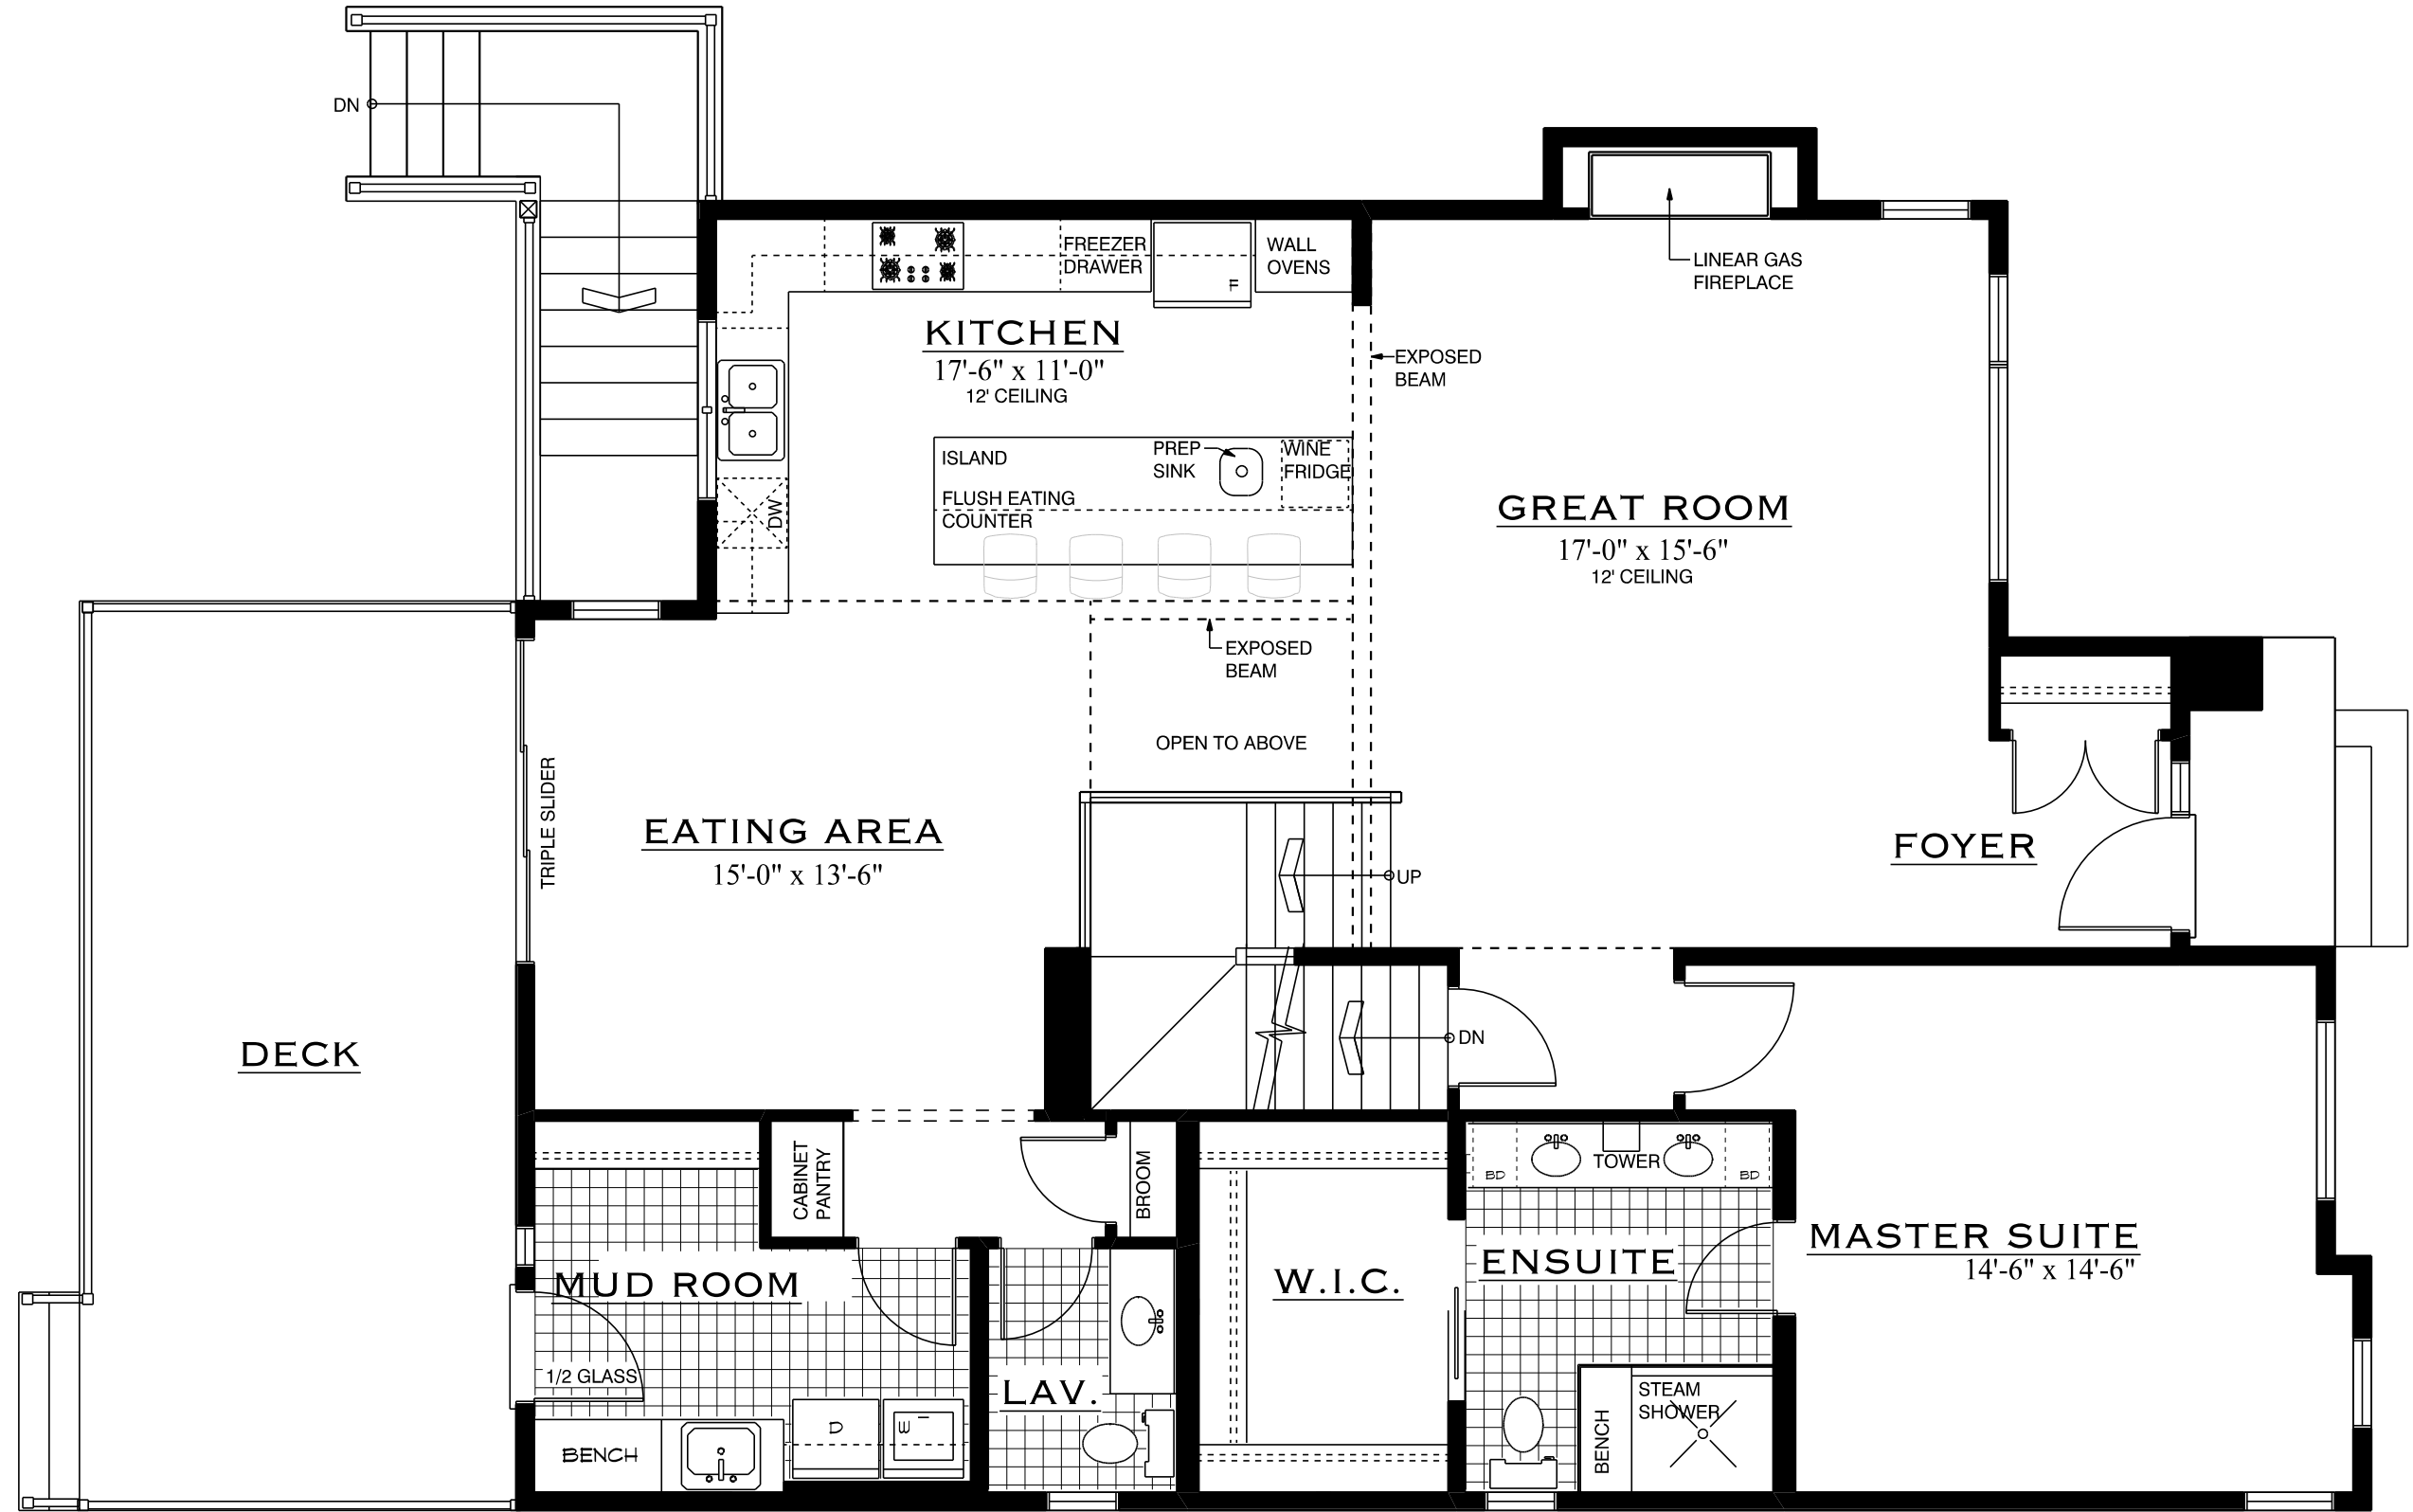 DN
FREEZER
DRAWER
F
WALL
OVENS
LINEAR GAS
FIREPLACE
KITCHEN
17'-6" x 11'-0"
12' CEILING
EXPOSED
BEAM
ISLAND
FLUSH EATING
COUNTER
PREP
SINK
WINE
FRIDGE
DW
GREAT ROOM
17'-0" x 15'-6"
12' CEILING
EXPOSED
BEAM
OPEN TO ABOVE
TRIPLE SLIDER
EATING AREA
15'-0" x 13'-6"
UP
FOYER
DECK
DN
CABINET
PANTRY
BROOM
BD
TOWER
BD
MUD ROOM
1/2 GLASS
BENCH
D
W
LAV.
W.I.C.
ENSUITE
BENCH
STEAM
SHOWER
MASTER SUITE
14'-6" x 14'-6"